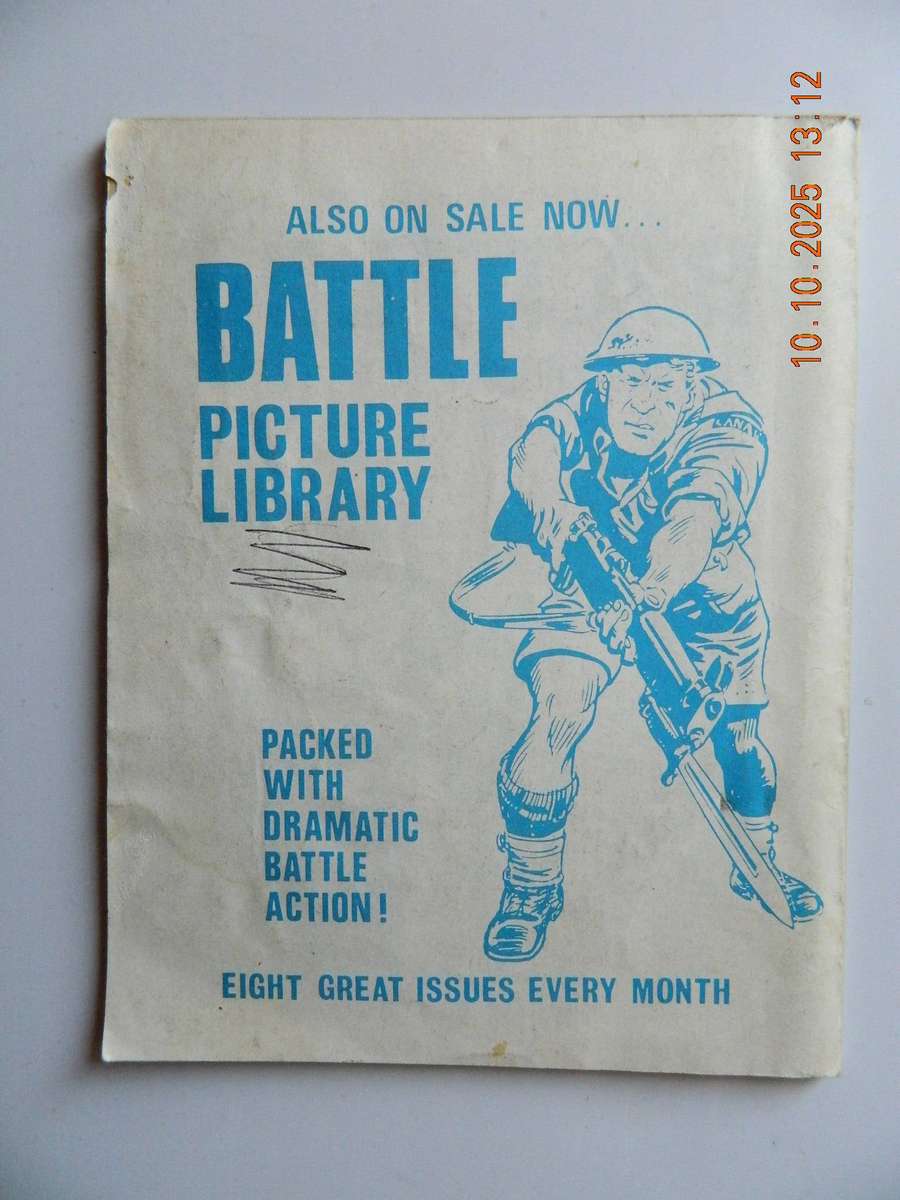 ALSO ON SALE NOW...
BATTLE
PICTURE
LIBRARY
CANA
PACKED
WITH
DRAMATIC
BATTLE
ACTION!
EIGHT GREAT ISSUES EVERY MONTH
10.10.2025 13:12